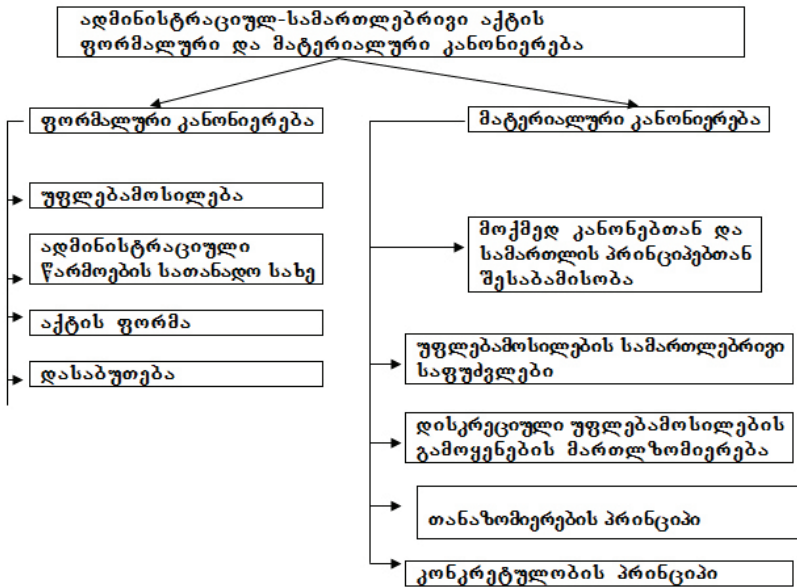 ადმინისტრაციულ-სამართლებრივი აქტის
ფორმალური და მატერიალური კანონიერება
ფორმალური კანონიერება
უფლებამოსილება
ადმინისტრაციული
წარმოების სათანადო სახე
აქტის ფორმა
დასაბუთება
მატერიალური კანონიერება
მოქმედ კანონებთან და
სამართლის პრინციპებთან
შესაბამისობა
უფლებამოსილების სამართლებრივი
საფუძვლები
დისკრეციული უფლებამოსილების
გამოყენების მართლზომიერება
თანაზომიერების პრინციპი
კონკრეტულობის პრინციპი